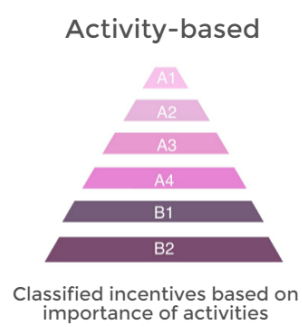 Activity-based
A1
A2
A3
A4
B1
B2
Classified incentives based on
importance of activities